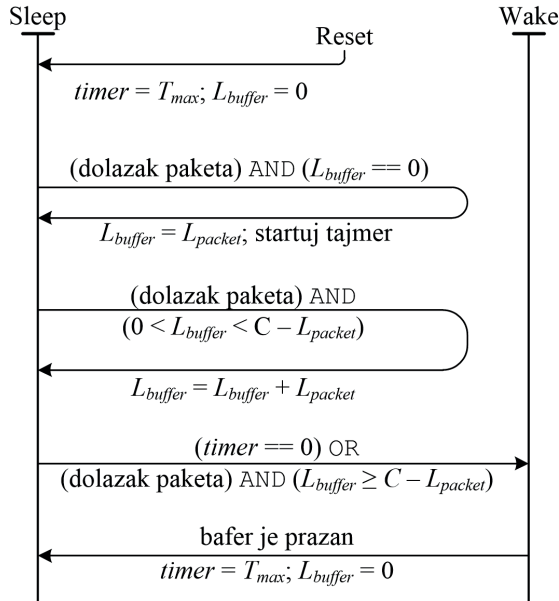 Sleep Wake
Reset
timer = Tmax; Lbuffer = 0
(dolazak paketa) AND (Lbuffer == 0)
Lbuffer = Lpacket; startuj tajmer
(dolazak paketa) AND
(0 < Lbuffer < C – Lpacket)
Lbuffer = Lbuffer + Lpacket
(timer == 0) OR
(dolazak paketa) AND (Lbuffer ≥ C – Lpacket)
bafer je prazan
timer = Tmax; Lbuffer = 0